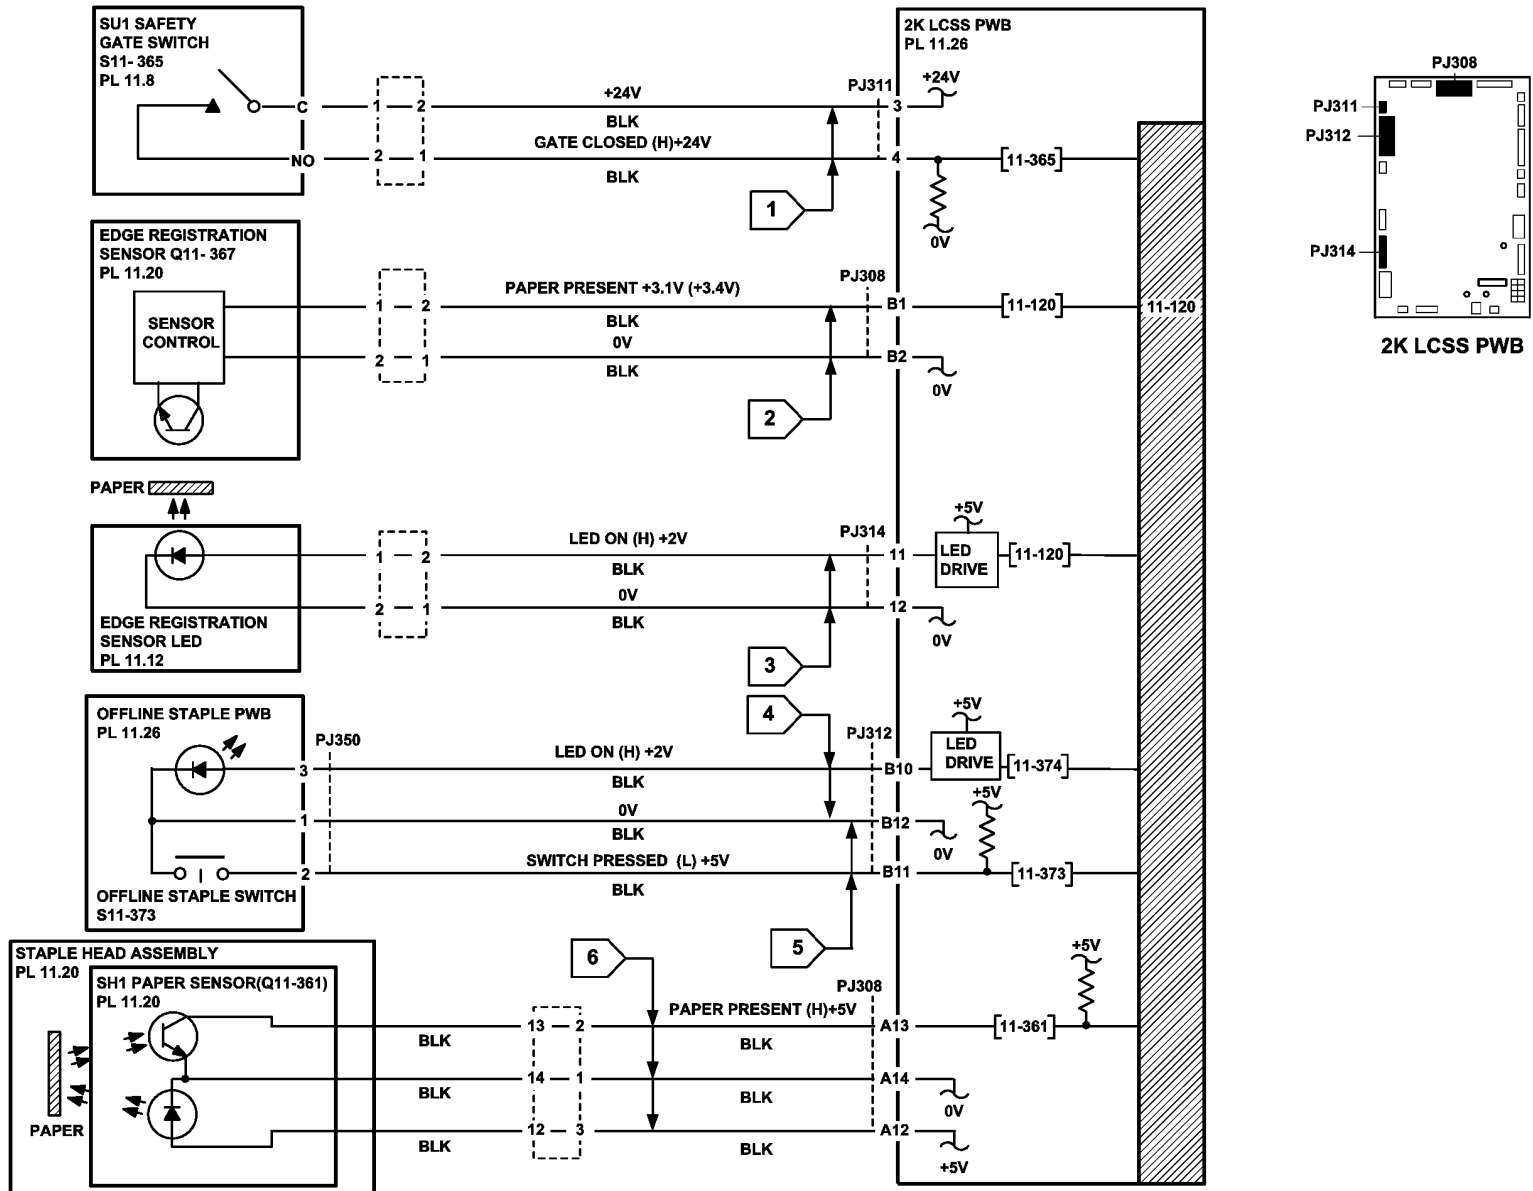 SU1 SAFETY
GATE SWITCH
S11- 365
PL 11.8
C
NO
1 2
2 1
+24V
BLK
GATE CLOSED (H)+24V
BLK
1
PJ311
3
4
2K LCSS PWB
PL 11.26
+24V
[11-365]
0V
EDGE REGISTRATION
SENSOR Q11- 367
PL 11.20
SENSOR
CONTROL
1 2
2 1
PAPER PRESENT +3.1V (+3.4V)
BLK
0V
BLK
2
PJ308
B1
B2
[11-120]
11-120
0V
PAPER
EDGE REGISTRATION
SENSOR LED
PL 11.12
1 2
2 1
LED ON (H) +2V
BLK
0V
BLK
3
PJ314
11
12
+5V
LED
DRIVE
[11-120]
0V
OFFLINE STAPLE PWB
PL 11.26
OFFLINE STAPLE SWITCH
S11-373
PJ350
3
1
2
LED ON (H) +2V
BLK
0V
BLK
SWITCH PRESSED (L) +5V
BLK
4
5
PJ312
B10
B12
B11
+5V
LED
DRIVE
[11-374]
+5V
0V
[11-373]
STAPLE HEAD ASSEMBLY
PL 11.20
SH1 PAPER SENSOR(Q11-361)
PL 11.20
PAPER
BLK
BLK
BLK
13 2
14 1
12 3
6
PAPER PRESENT (H)+5V
BLK
BLK
BLK
PJ308
A13
A14
A12
[11-361]
+5V
0V
+5V
PJ308
PJ311
PJ312
PJ314
2K LCSS PWB